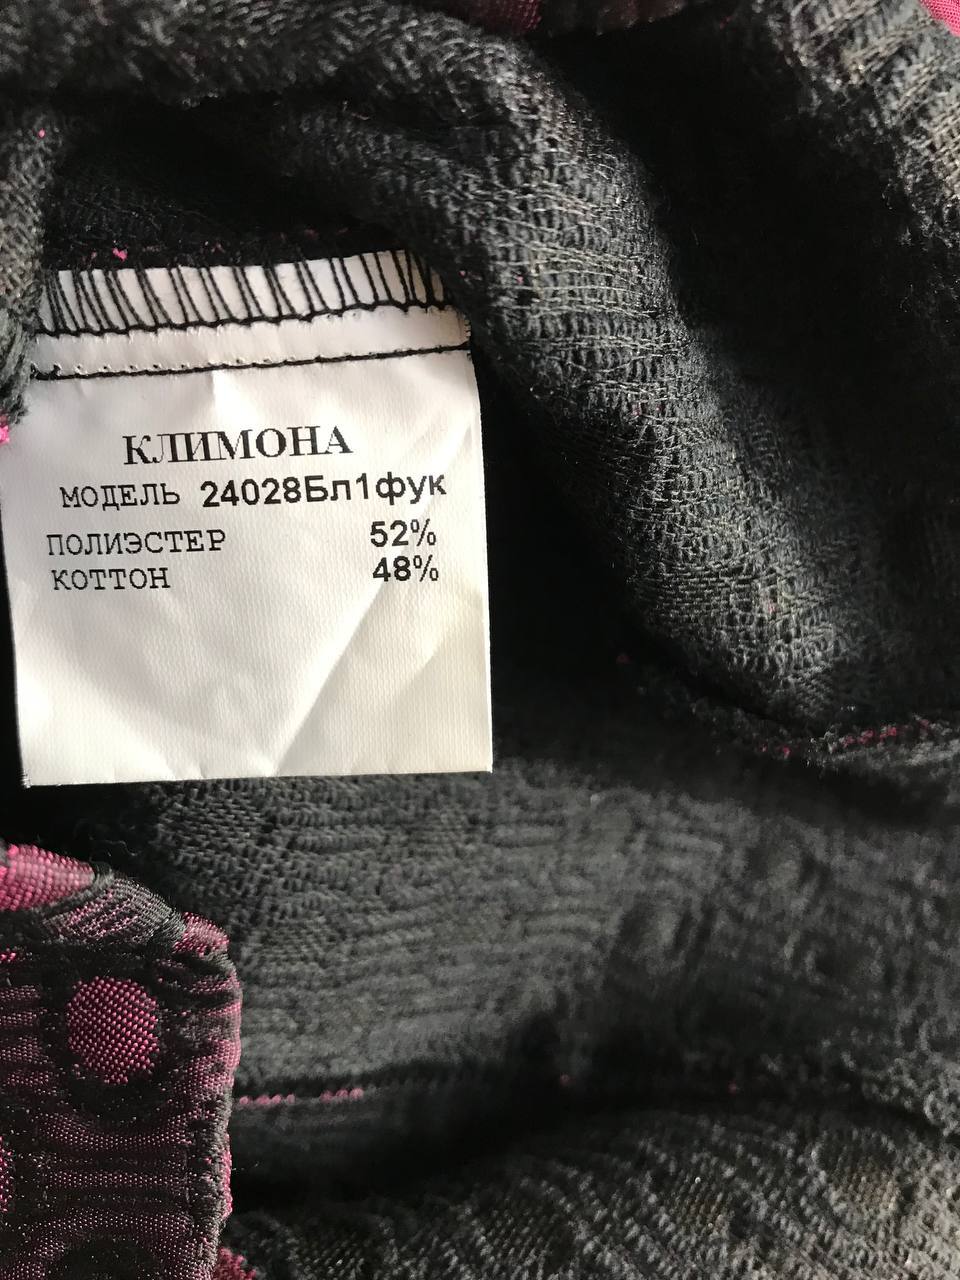 КЛИМОНА
МОДЕЛЬ 24028Бл1фук
ПОЛИЭСТЕР 52%
КОТТОН 48%